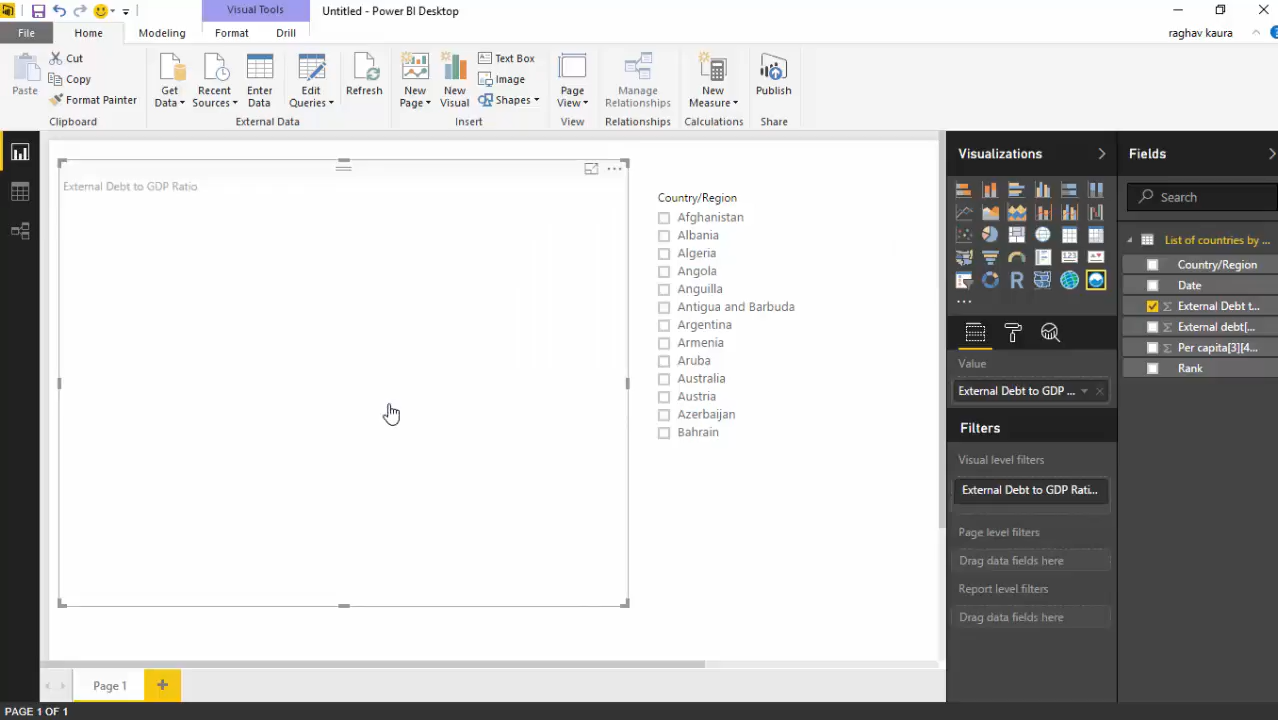 Visual Tools
Untitled - Power BI Desktop
File
Home
Modeling
Format
Drill
raghav kaura
Paste
Cut
Copy
Format Painter
Clipboard
Get
Data
Recent
Sources
Enter
Data
Edit
Queries
External Data
Refresh
New
Page
New
Visual
Text Box
Image
Shapes
Insert
Page
View
View
Manage
Relationships
Relationships
New
Measure
Calculations
Publish
Share
External Debt to GDP Ratio
Country/Region
Afghanistan
Albania
Algeria
Angola
Anguilla
Antigua and Barbuda
Argentina
Armenia
Aruba
Australia
Austria
Azerbaijan
Bahrain
Visualizations
R
123
Value
External Debt to GDP ...
Filters
Visual level filters
External Debt to GDP Rati...
Page level filters
Drag data fields here
Report level filters
Drag data fields here
Fields
Search
List of countries by ...
Country/Region
Date
Σ External Debt t...
Σ External debt[...
Σ Per capita[3][4...
Rank
Page 1
PAGE 1 OF 1